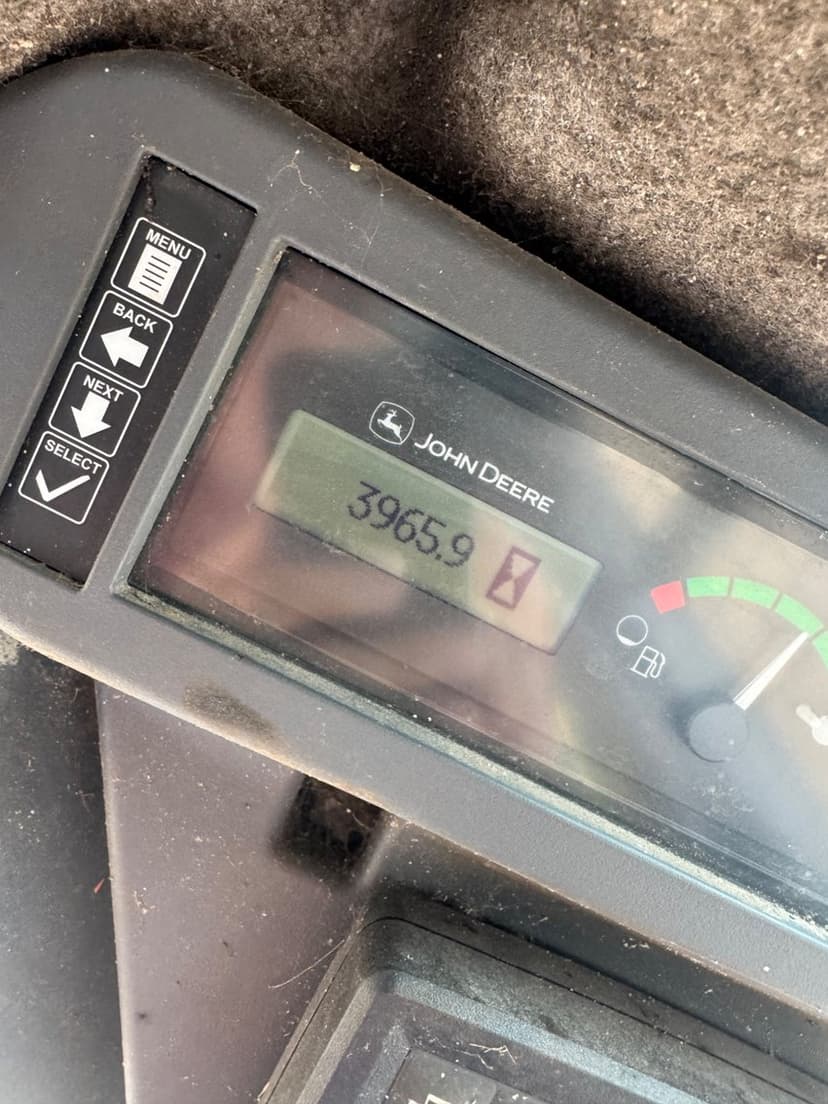 MENU
BACK
NEXT
SELECT
JOHN DEERE
3965.9